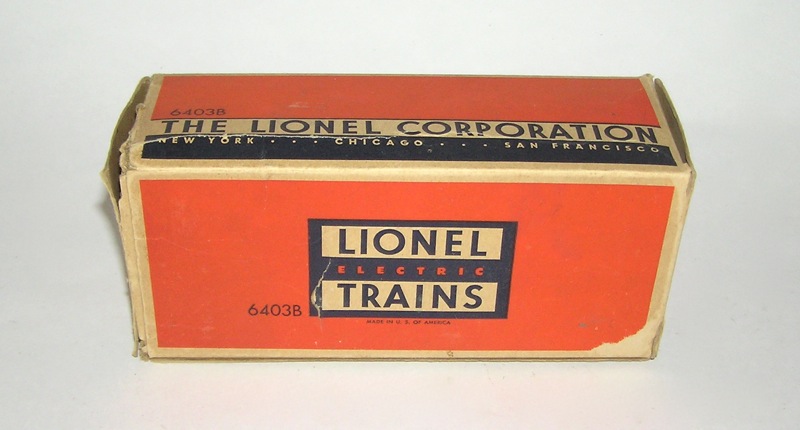 6403B
THE LIONEL CORPORATION
NEW YORK · · · CHICAGO · · · SAN FRANCISCO
LIONEL
ELECTRIC
TRAINS
6403B
MADE IN U. S. OF AMERICA